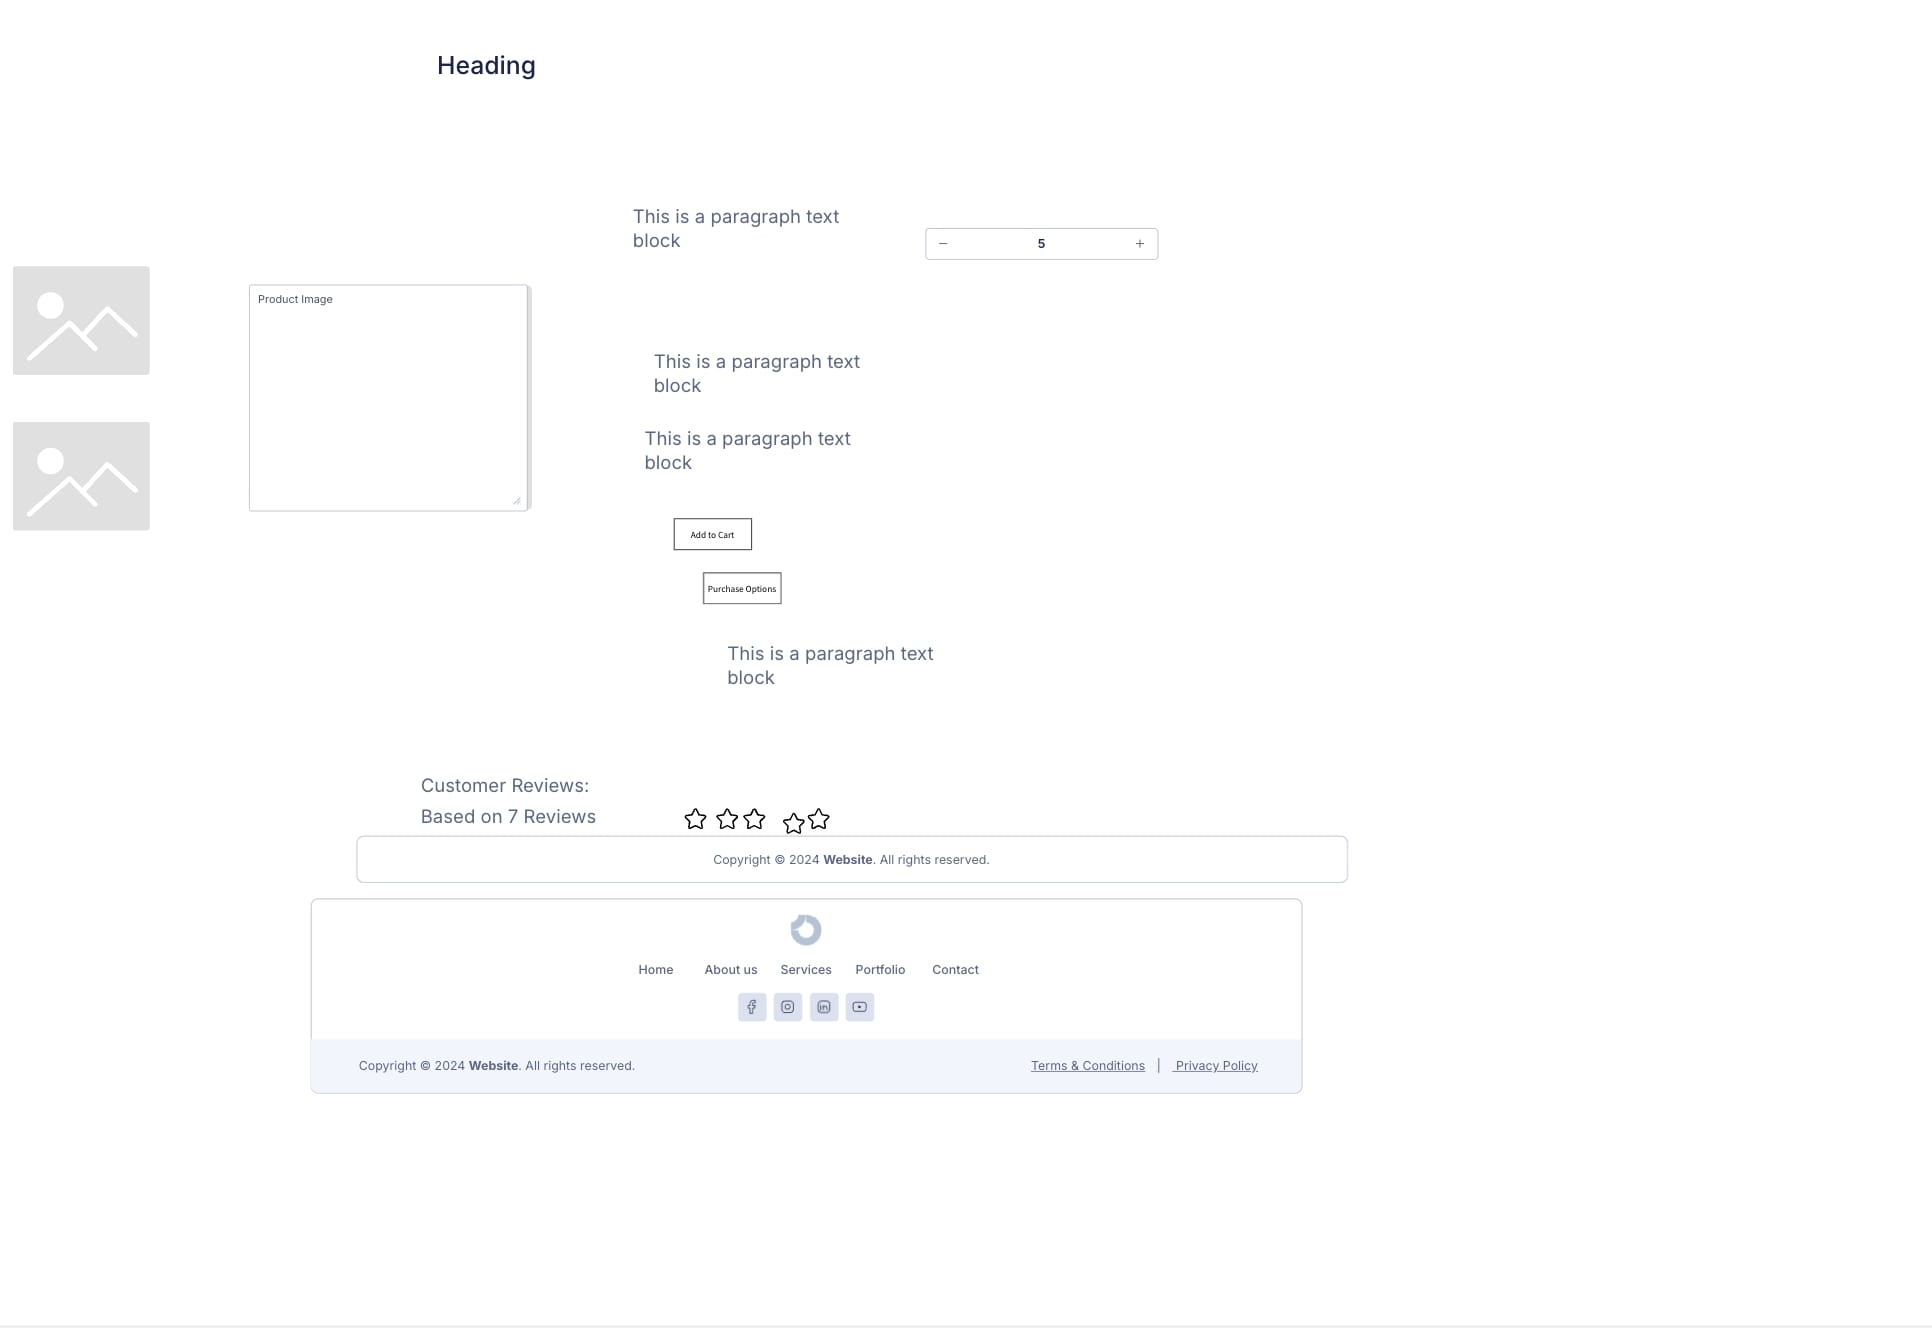 Heading
This is a paragraph text
block
− 5 +
Product Image
This is a paragraph text
block
This is a paragraph text
block
Add to Cart
Purchase Options
This is a paragraph text
block
Customer Reviews:
Based on 7 Reviews
Copyright © 2024 Website. All rights reserved.
Home About us Services Portfolio Contact
Copyright © 2024 Website. All rights reserved.
Terms & Conditions | Privacy Policy